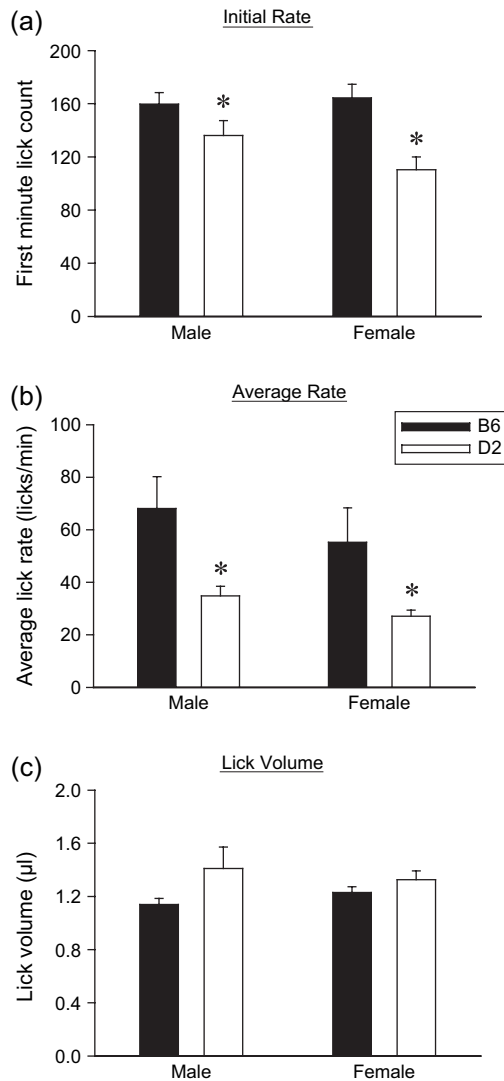 (a)
Initial Rate
First minute lick count
200
160
120
80
40
0
*
*
Male
Female
(b)
Average Rate
B6
D2
Average lick rate (licks/min)
100
80
60
40
20
0
*
*
Male
Female
(c)
Lick Volume
Lick volume (µl)
2.0
1.6
1.2
0.8
0.4
0.0
Male
Female